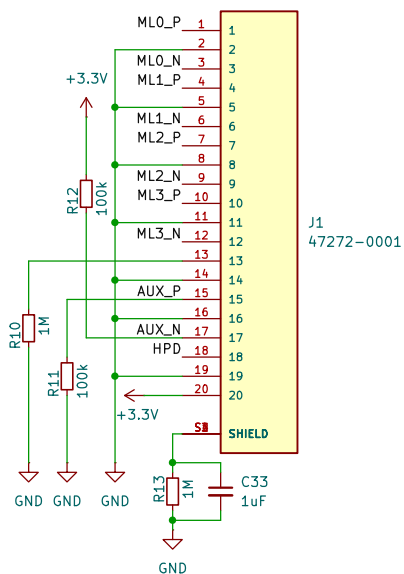 ML0_P 1 1
2 2
ML0_N 3 3
ML1_P 4 4
+3.3V
5 5
ML1_N 6 6
ML2_P 7 7
8 8
ML2_N 9 9
R12 100k
ML3_P 10 10
11 11
J1
ML3_N 12 12
47272-0001
13 13
14 14
AUX_P 15 15
16 16
R10 1M
AUX_N 17 17
HPD 18 18
19 19
R11 100k
20 20
+3.3V
SHIELD
R13 1M
C33
1uF
GND GND GND
GND